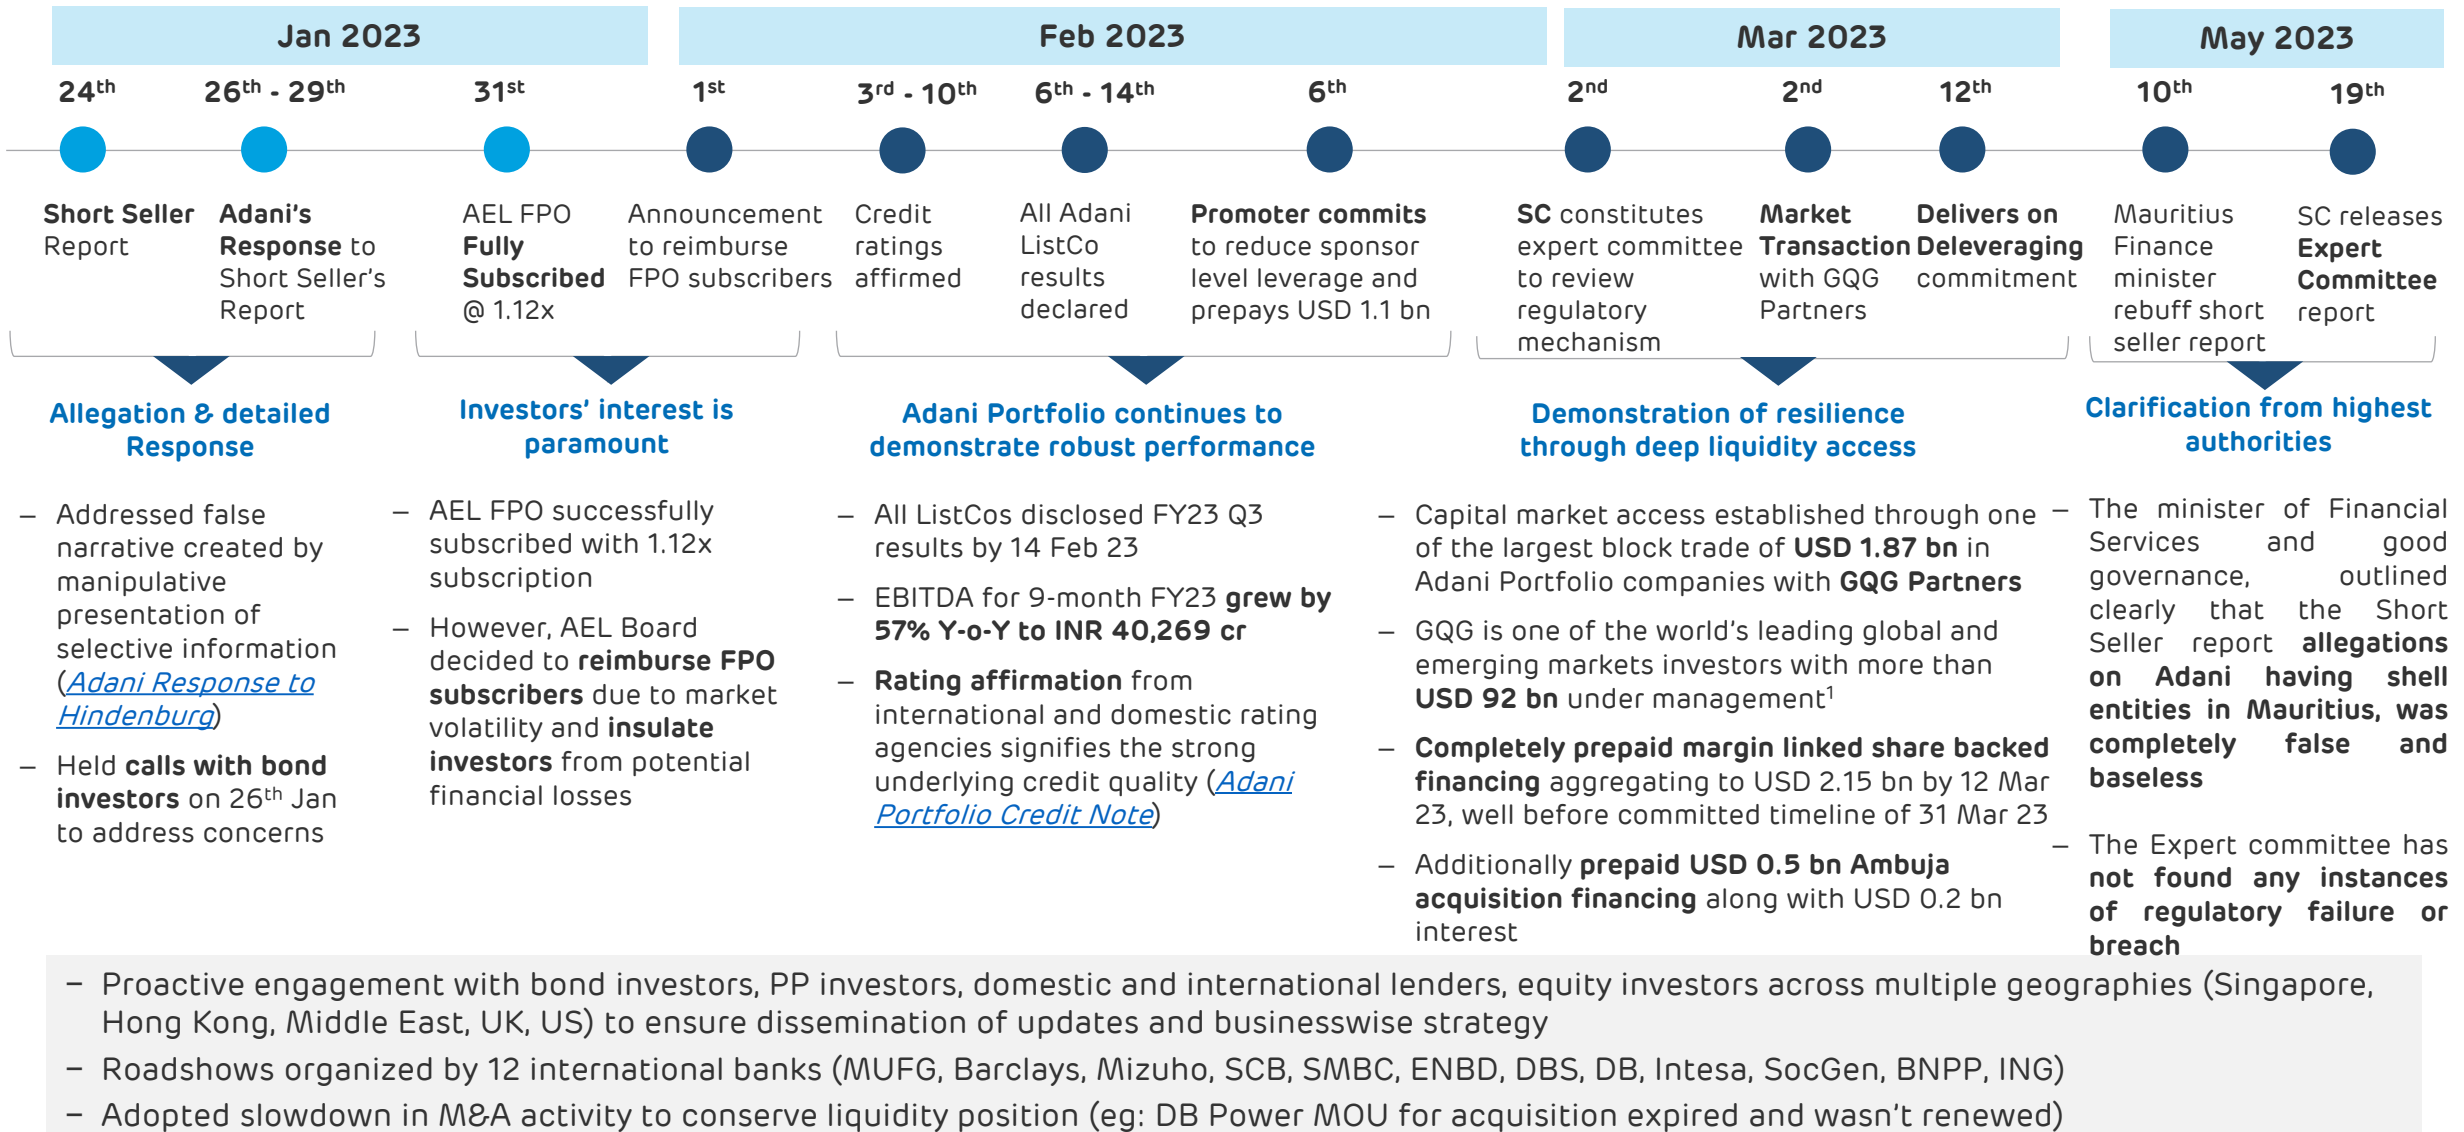 Jan 2023
Feb 2023
Mar 2023
May 2023
24th
26th - 29th
31st
1st
3rd - 10th
6th - 14th
6th
2nd
2nd
12th
10th
19th
Short Seller
Report
Adani's
Response to
Short Seller's
Report
AEL FPO
Fully
Subscribed
@ 1.12x
Announcement
to reimburse
FPO subscribers
Credit
ratings
affirmed
All Adani
ListCo
results
declared
Promoter commits
to reduce sponsor
level leverage and
prepays USD 1.1 bn
SC constitutes
expert committee
to review
regulatory
mechanism
Market
Transaction
with GQG
Partners
Delivers on
Deleveraging
commitment
Mauritius
Finance
minister
rebuff short
seller report
SC releases
Expert
Committee
report
Allegation & detailed
Response
– Addressed false
narrative created by
manipulative
presentation of
selective information
(Adani Response to
Hindenburg)
– Held calls with bond
investors on 26th Jan
to address concerns
Investors' interest is
paramount
– AEL FPO successfully
subscribed with 1.12x
subscription
– However, AEL Board
decided to reimburse FPO
subscribers due to market
volatility and insulate
investors from potential
financial losses
Adani Portfolio continues to
demonstrate robust performance
– All ListCos disclosed FY23 Q3
results by 14 Feb 23
– EBITDA for 9-month FY23 grew by
57% Y-o-Y to INR 40,269 cr
– Rating affirmation from
international and domestic rating
agencies signifies the strong
underlying credit quality (Adani
Portfolio Credit Note)
Demonstration of resilience
through deep liquidity access
– Capital market access established through one
of the largest block trade of USD 1.87 bn in
Adani Portfolio companies with GQG Partners
– GQG is one of the world's leading global and
emerging markets investors with more than
USD 92 bn under management1
– Completely prepaid margin linked share backed
financing aggregating to USD 2.15 bn by 12 Mar
23, well before committed timeline of 31 Mar 23
– Additionally prepaid USD 0.5 bn Ambuja
acquisition financing along with USD 0.2 bn
interest
Clarification from highest
authorities
– The minister of Financial
Services and good
governance, outlined
clearly that the Short
Seller report allegations
on Adani having shell
entities in Mauritius, was
completely false and
baseless
– The Expert committee has
not found any instances
of regulatory failure or
breach
– Proactive engagement with bond investors, PP investors, domestic and international lenders, equity investors across multiple geographies (Singapore,
Hong Kong, Middle East, UK, US) to ensure dissemination of updates and businesswise strategy
– Roadshows organized by 12 international banks (MUFG, Barclays, Mizuho, SCB, SMBC, ENBD, DBS, DB, Intesa, SocGen, BNPP, ING)
– Adopted slowdown in M&A activity to conserve liquidity position (eg: DB Power MOU for acquisition expired and wasn't renewed)